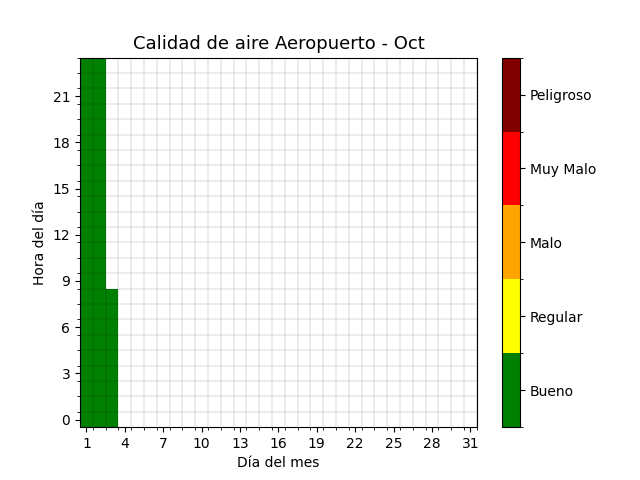 Calidad de aire Aeropuerto - Oct
Hora del día
21
18
15
12
9
6
3
0
1 4 7 10 13 16 19 22 25 28 31
Día del mes
Peligroso
Muy Malo
Malo
Regular
Bueno